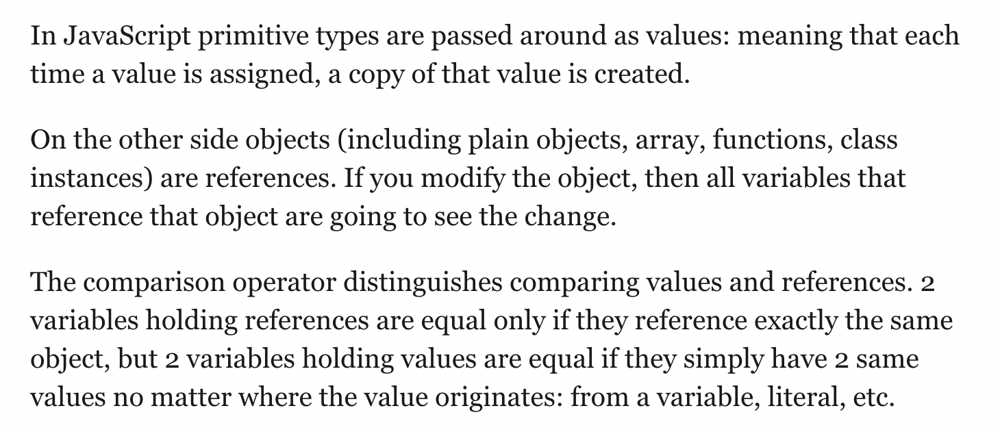 In JavaScript primitive types are passed around as values: meaning that each
time a value is assigned, a copy of that value is created.
On the other side objects (including plain objects, array, functions, class
instances) are references. If you modify the object, then all variables that
reference that object are going to see the change.
The comparison operator distinguishes comparing values and references. 2
variables holding references are equal only if they reference exactly the same
object, but 2 variables holding values are equal if they simply have 2 same
values no matter where the value originates: from a variable, literal, etc.